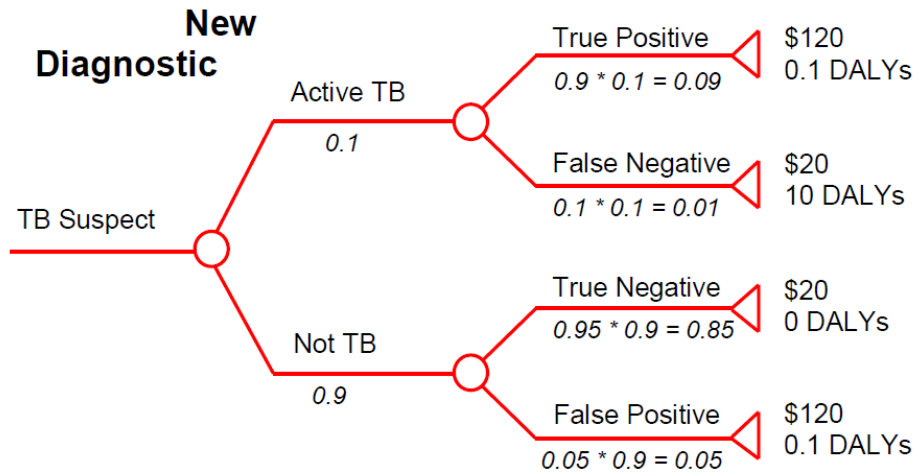 New
Diagnostic
TB Suspect
Active TB
0.1
Not TB
0.9
True Positive
0.9 * 0.1 = 0.09
$120
0.1 DALYs
False Negative
0.1 * 0.1 = 0.01
$20
10 DALYs
True Negative
0.95 * 0.9 = 0.85
$20
0 DALYs
False Positive
0.05 * 0.9 = 0.05
$120
0.1 DALYs